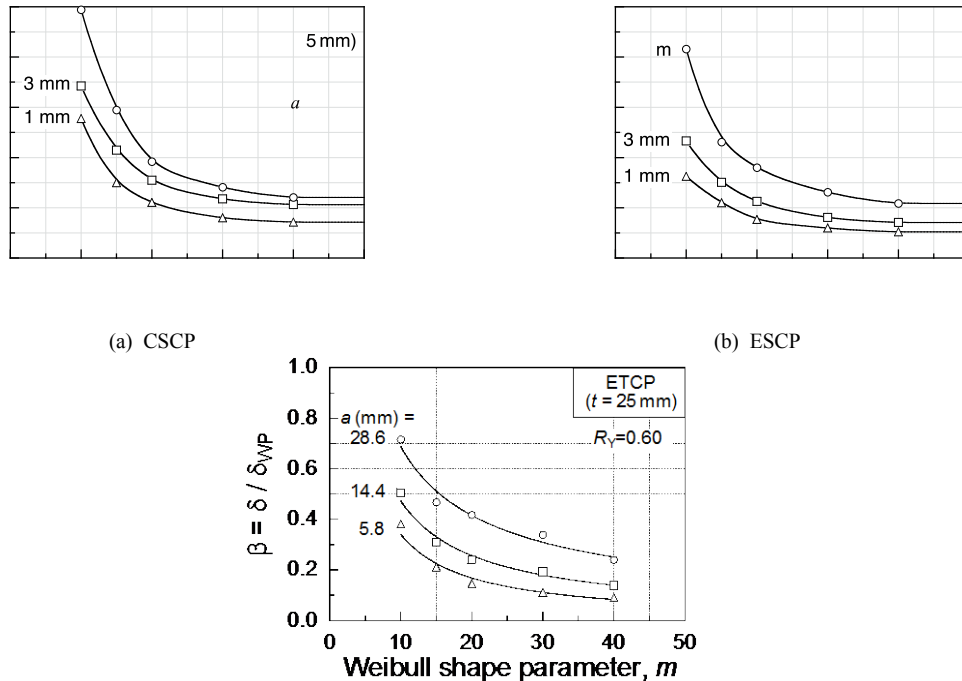 5 mm)
3 mm
a
1 mm
m
3 mm
1 mm
(a) CSCP
(b) ESCP
1.0
0.8
0.6
0.4
0.2
0.0
β = δ / δWP
ETCP
(t = 25 mm)
a (mm) =
28.6
RY=0.60
14.4
5.8
0 10 20 30 40 50
Weibull shape parameter, m